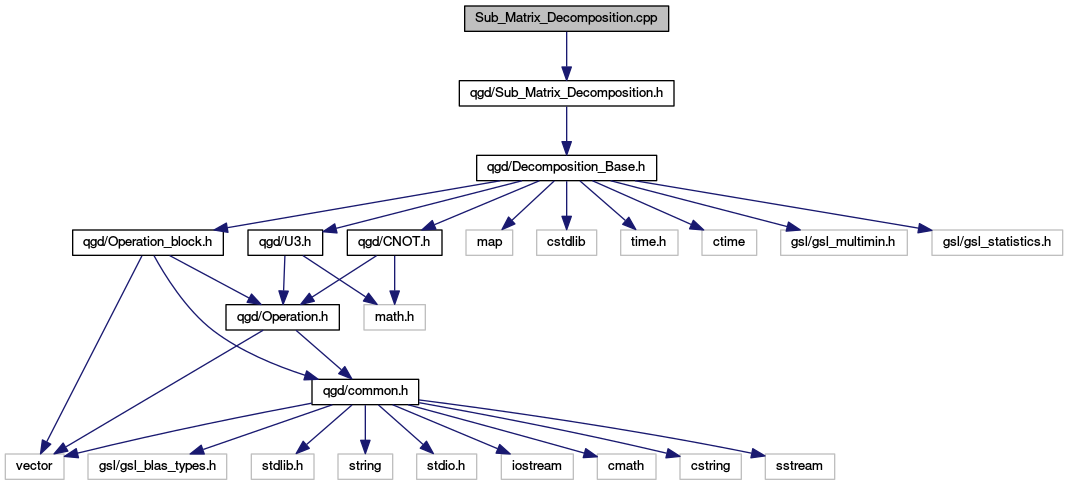 Sub_Matrix_Decomposition.cpp
qgd/Sub_Matrix_Decomposition.h
qgd/Decomposition_Base.h
qgd/Operation_block.h
qgd/U3.h
qgd/CNOT.h
map
cstdlib
time.h
ctime
gsl/gsl_multimin.h
gsl/gsl_statistics.h
qgd/Operation.h
math.h
qgd/common.h
vector
gsl/gsl_blas_types.h
stdlib.h
string
stdio.h
iostream
cmath
cstring
sstream